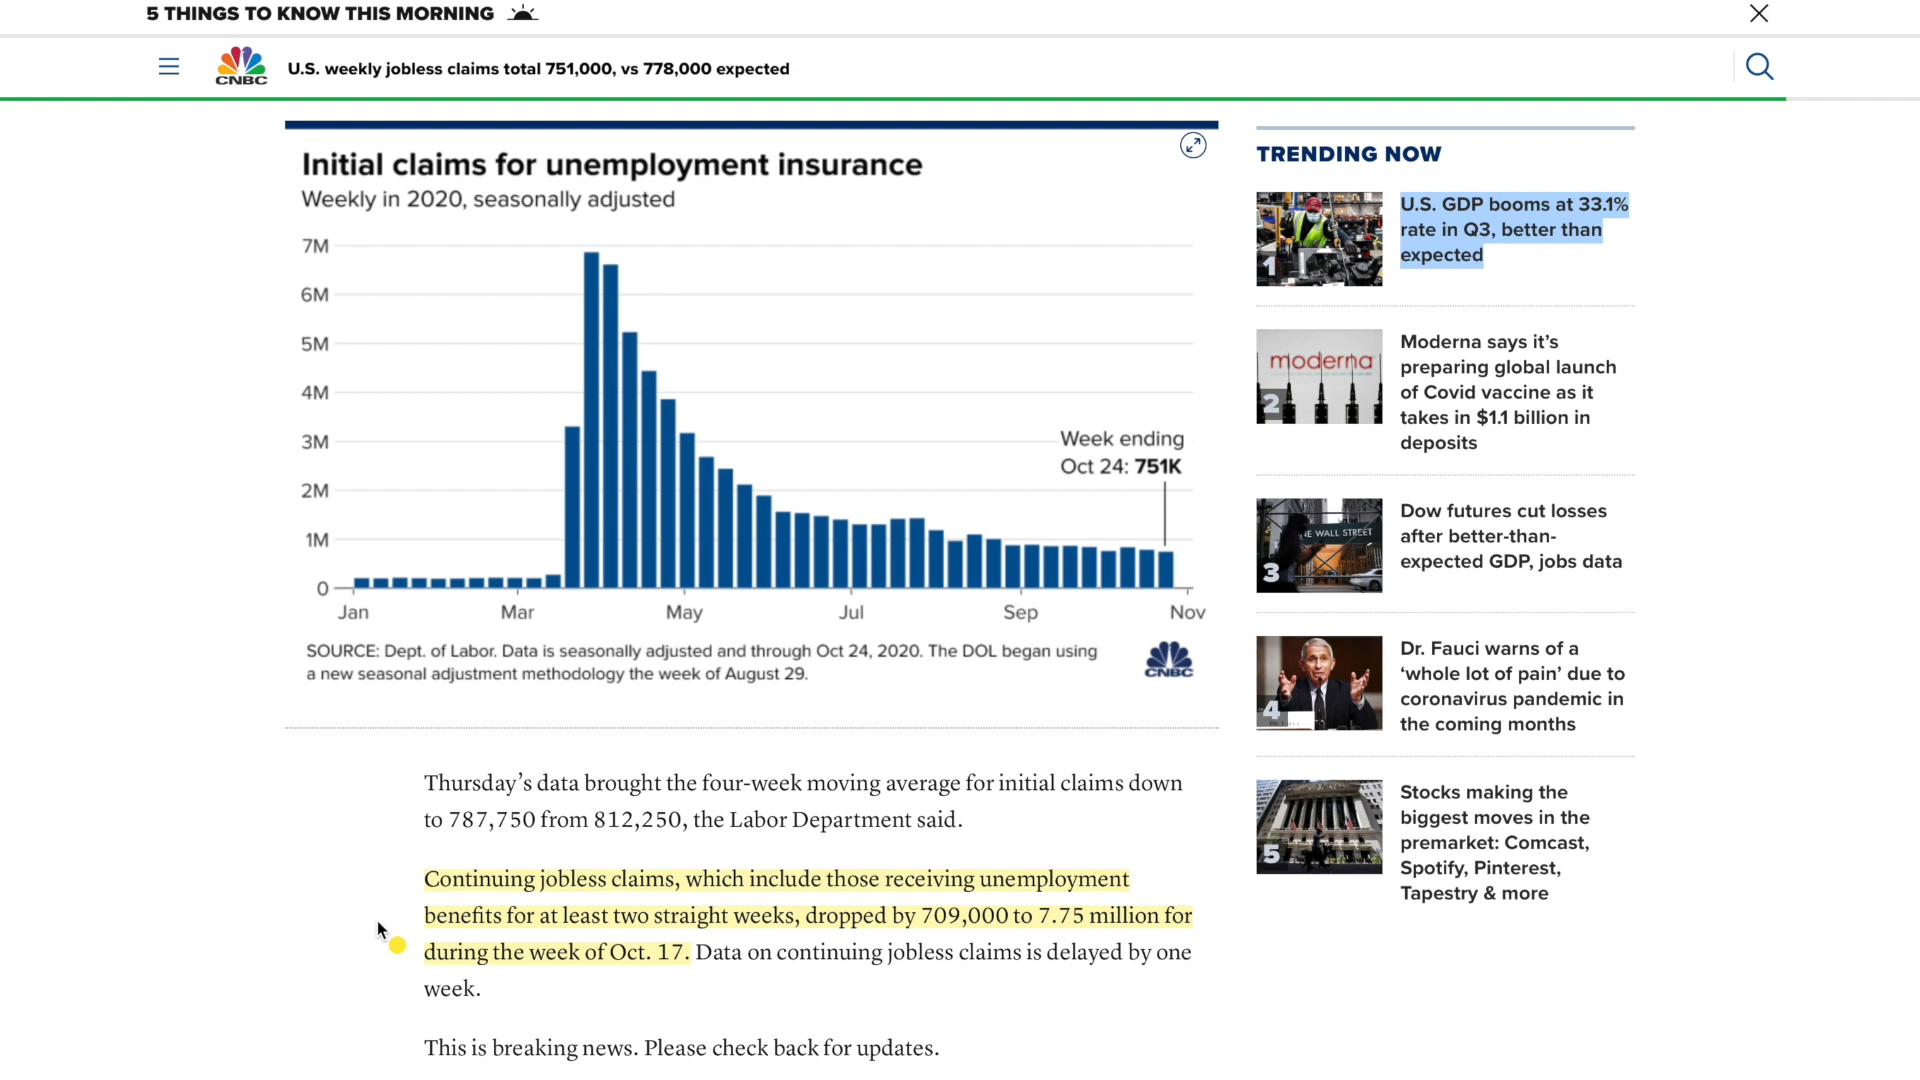 5 THINGS TO KNOW THIS MORNING
CNBC
U.S. weekly jobless claims total 751,000, vs 778,000 expected
Initial claims for unemployment insurance
Weekly in 2020, seasonally adjusted
7M
6M
5M
4M
3M
2M
1M
0
Week ending
Oct 24: 751K
Jan Mar May Jul Sep Nov
SOURCE: Dept. of Labor. Data is seasonally adjusted and through Oct 24, 2020. The DOL began using
a new seasonal adjustment methodology the week of August 29.
CNBC
Thursday’s data brought the four-week moving average for initial claims down
to 787,750 from 812,250, the Labor Department said.
Continuing jobless claims, which include those receiving unemployment
benefits for at least two straight weeks, dropped by 709,000 to 7.75 million for
during the week of Oct. 17. Data on continuing jobless claims is delayed by one
week.
This is breaking news. Please check back for updates.
TRENDING NOW
1
U.S. GDP booms at 33.1%
rate in Q3, better than
expected
moderna
2
Moderna says it’s
preparing global launch
of Covid vaccine as it
takes in $1.1 billion in
deposits
WALL STREET
3
Dow futures cut losses
after better-than-
expected GDP, jobs data
4
Dr. Fauci warns of a
‘whole lot of pain’ due to
coronavirus pandemic in
the coming months
5
Stocks making the
biggest moves in the
premarket: Comcast,
Spotify, Pinterest,
Tapestry & more